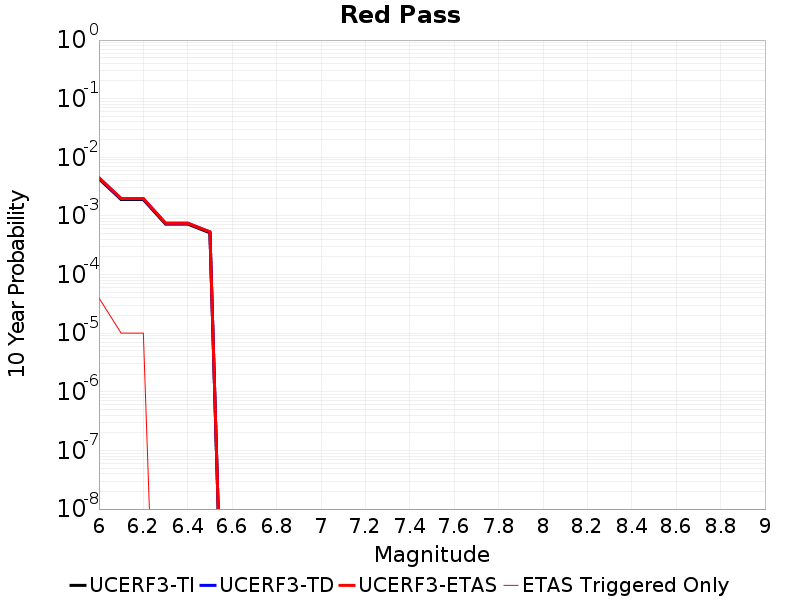 Red Pass
10 Year Probability
10^0
10^-1
10^-2
10^-3
10^-4
10^-5
10^-6
10^-7
10^-8
6 6.2 6.4 6.6 6.8 7 7.2 7.4 7.6 7.8 8 8.2 8.4 8.6 8.8 9
Magnitude
UCERF3-TI UCERF3-TD UCERF3-ETAS ETAS Triggered Only